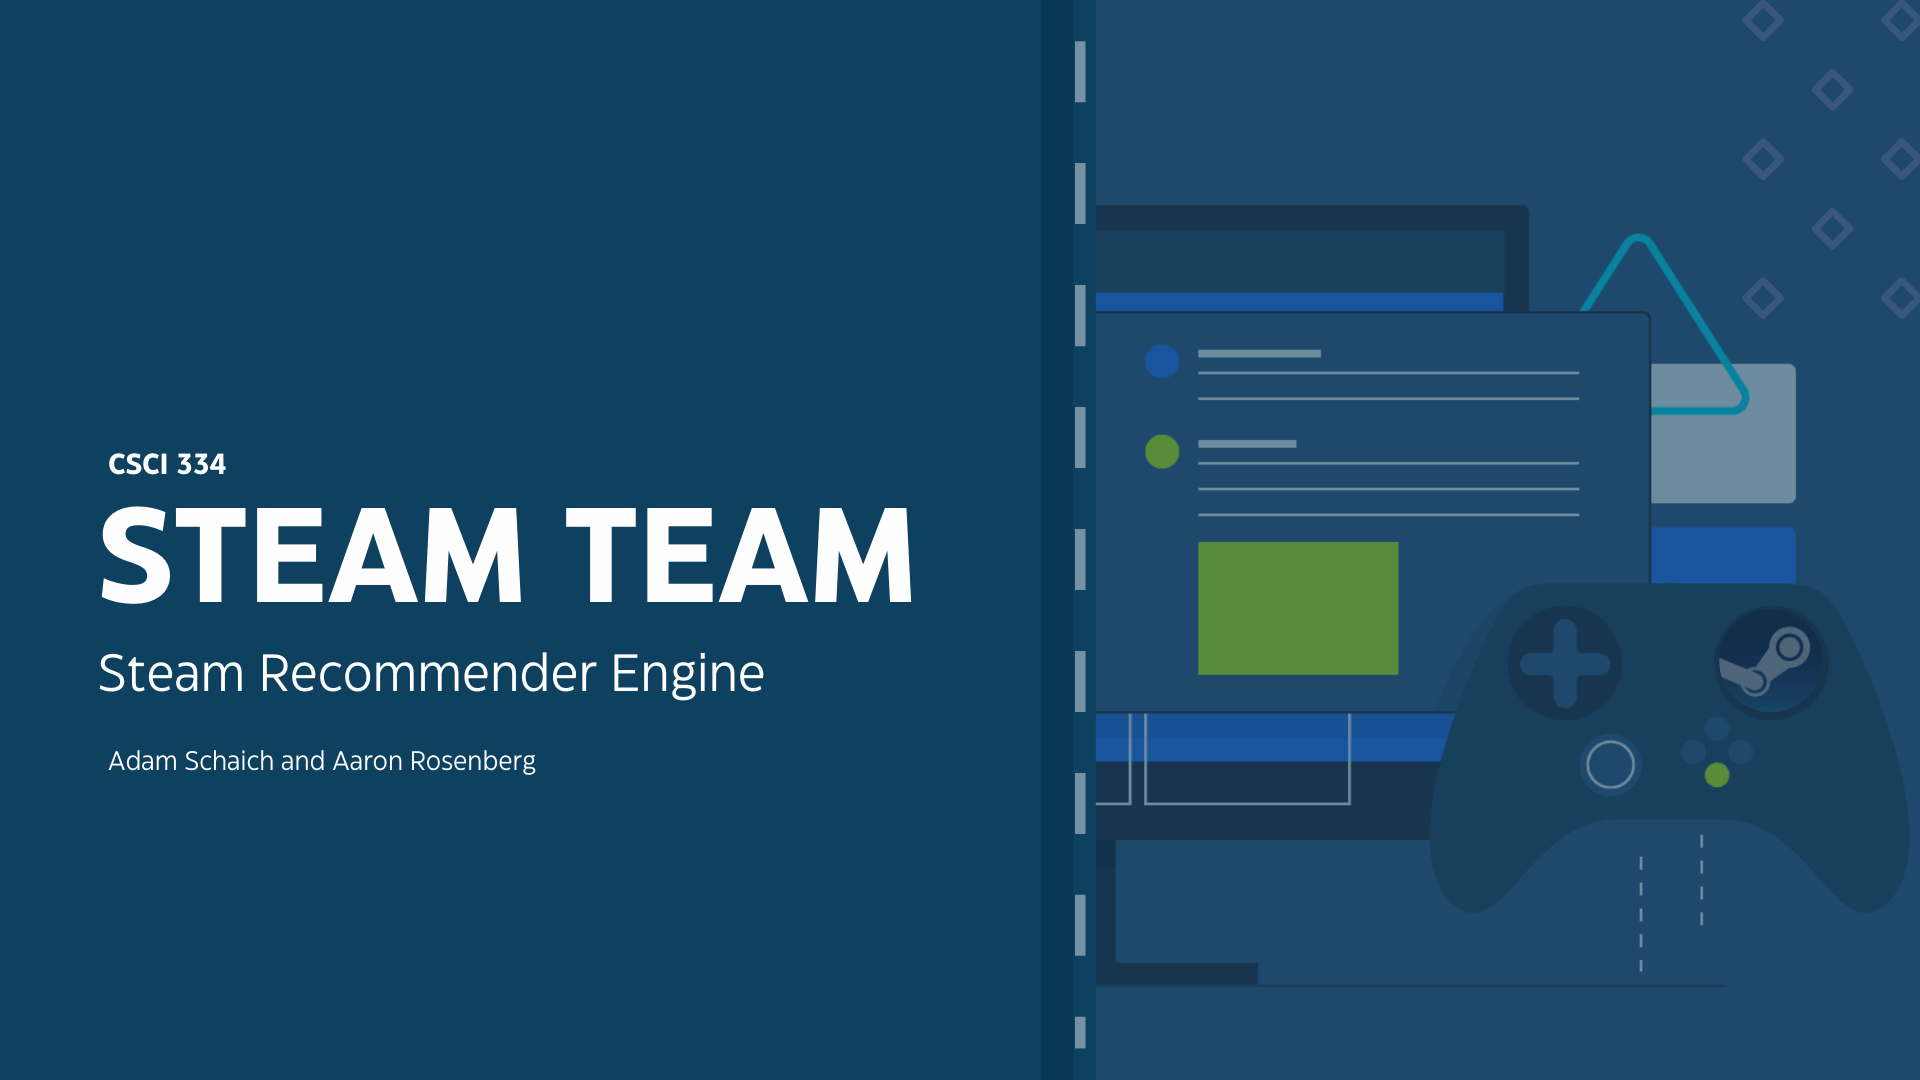 CSCI 334
STEAM TEAM
Steam Recommender Engine
Adam Schaich and Aaron Rosenberg